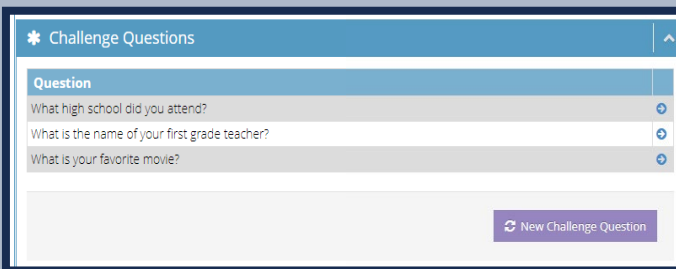 Challenge Questions
Question
What high school did you attend?
What is the name of your first grade teacher?
What is your favorite movie?
New Challenge Question